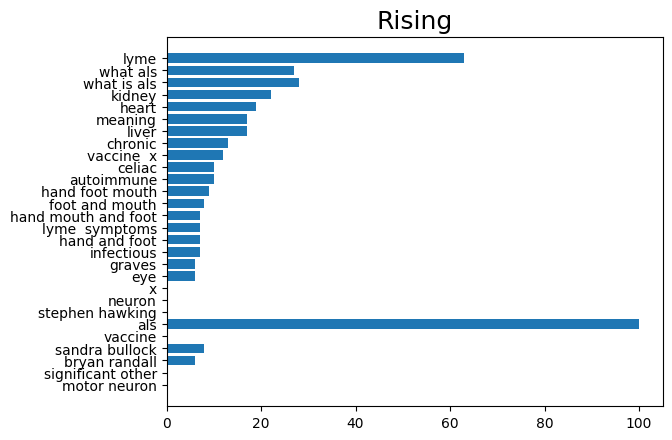 Rising
lyme
what als
what is als
kidney
heart
meaning
liver
chronic
vaccine  x
celiac
autoimmune
hand foot mouth
foot and mouth
hand mouth and foot
lyme  symptoms
hand and foot
infectious
graves
eye
x
neuron
stephen hawking
als
vaccine
sandra bullock
bryan randall
significant other
motor neuron
0 20 40 60 80 100